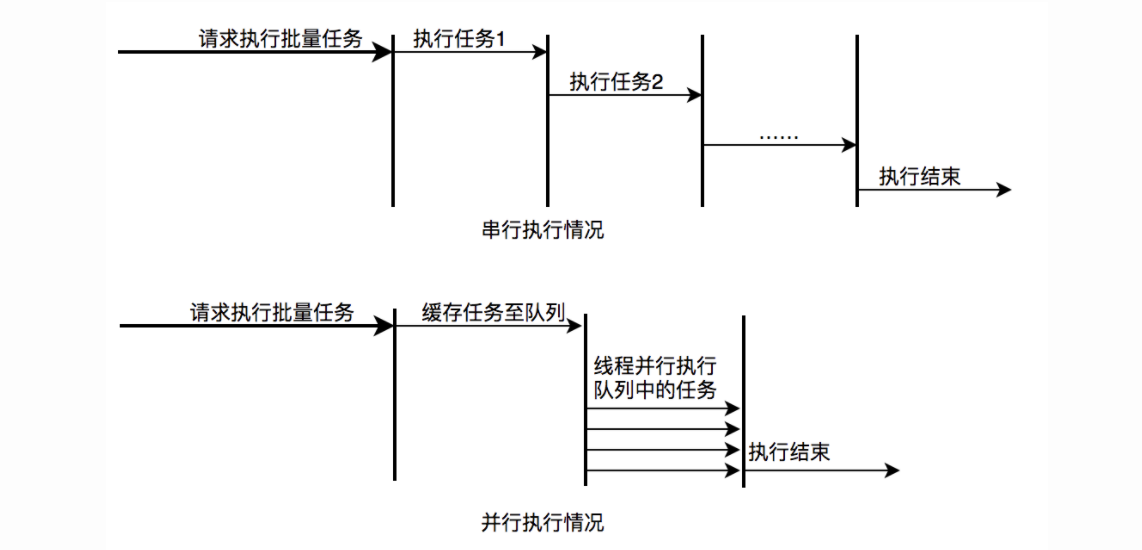 请求执行批量任务
执行任务1
执行任务2
……
执行结束
串行执行情况
请求执行批量任务
缓存任务至队列
线程并行执行
队列中的任务
执行结束
并行执行情况